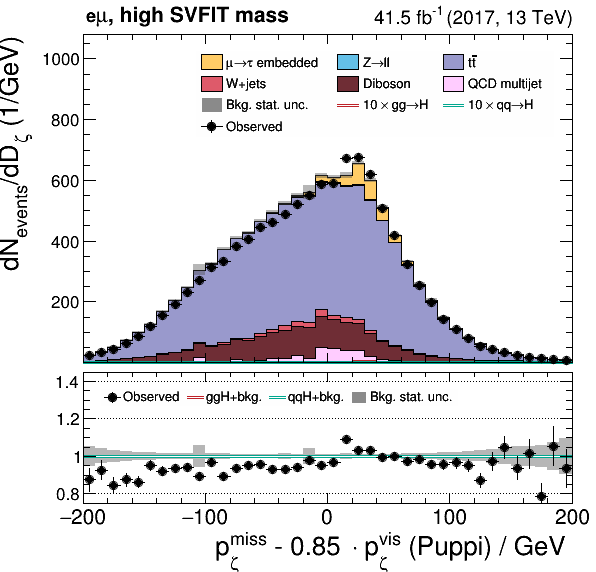 eμ, high SVFIT mass 41.5 fb⁻¹ (2017, 13 TeV)
dN_events/dD_ζ (1/GeV)
1000
800
600
400
200
μ→τ embedded Z→ll tt̅
W+jets Diboson QCD multijet
Bkg. stat. unc. 10 × gg→H 10 × qq→H
Observed
1.4
1.2
1
0.8
Observed ggH+bkg. qqH+bkg. Bkg. stat. unc.
−200 −100 0 100 200
p_ζ^miss - 0.85 · p_ζ^vis (Puppi) / GeV